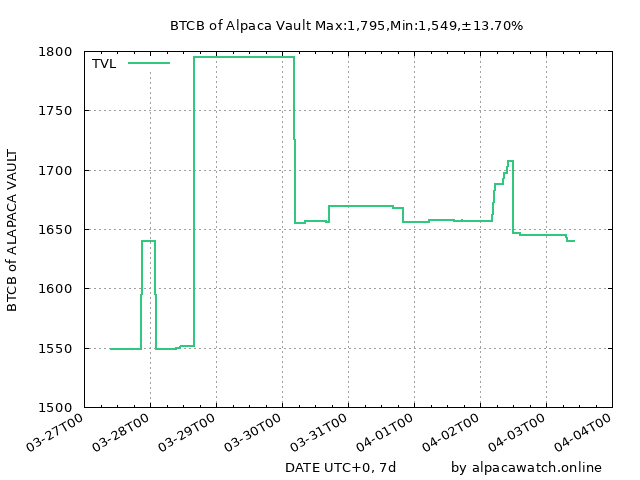 BTCB of Alpaca Vault Max:1,795,Min:1,549,±13.70%
1800
TVL
1750
1700
1650
1600
1550
1500
BTCB of ALAPACA VAULT
03-27T00
03-28T00
03-29T00
03-30T00
03-31T00
04-01T00
04-02T00
04-03T00
04-04T00
DATE UTC+0, 7d
by alpacawatch.online